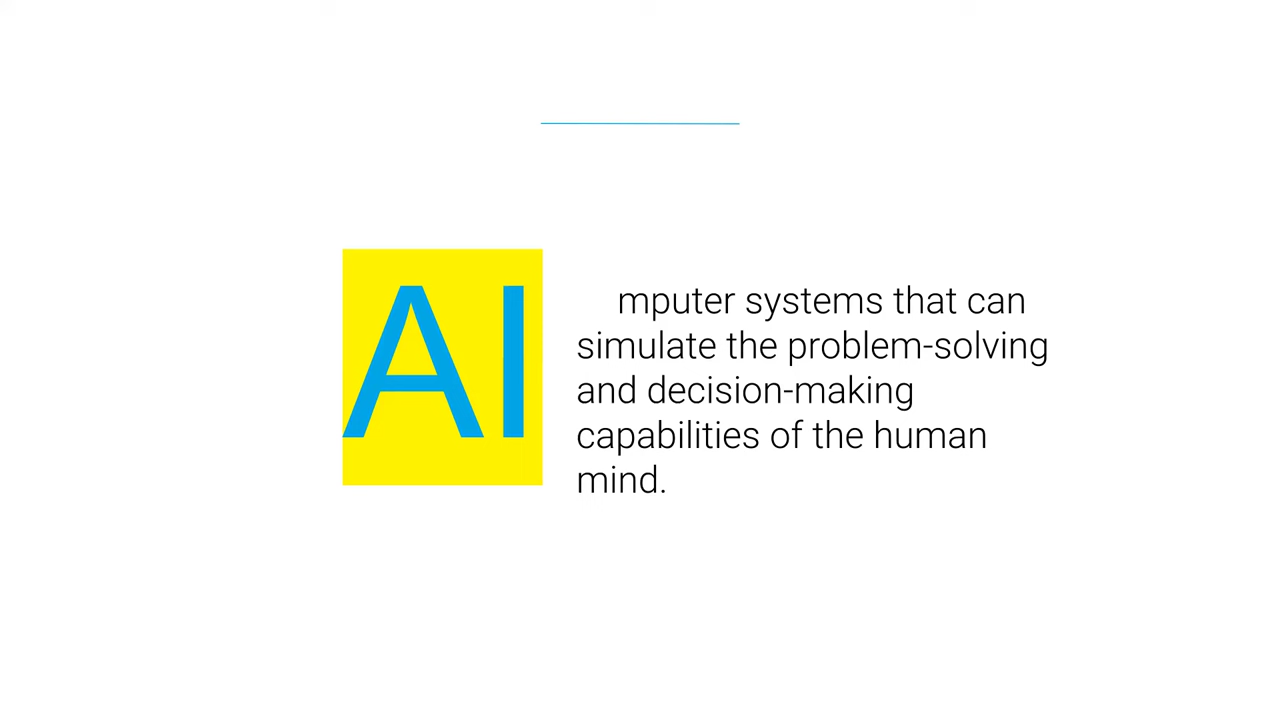 AI
mputer systems that can
simulate the problem-solving
and decision-making
capabilities of the human
mind.